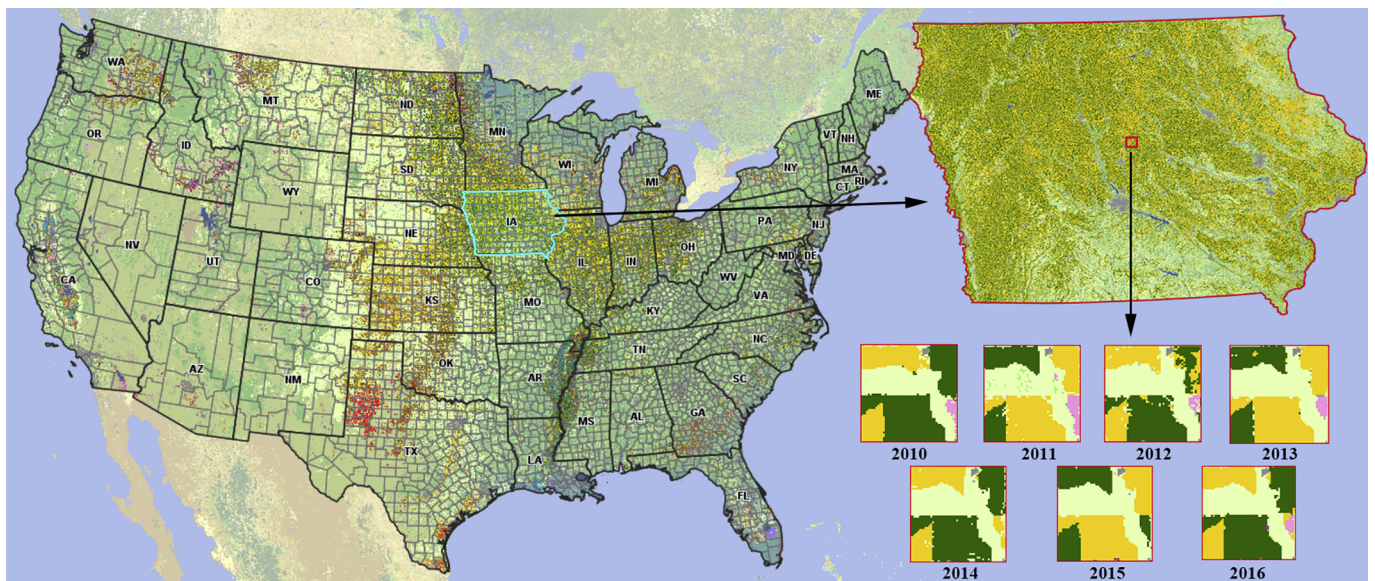 WA
MT
ND
MN
ME
OR
ID
SD
WI
MI
VT
NH
NY
MA
CT
RI
WY
IA
NE
PA
NJ
NV
UT
CO
IL
IN
OH
MD
DE
WV
CA
KS
MO
KY
VA
AZ
NM
OK
TN
NC
AR
SC
MS
AL
GA
TX
LA
FL
2010
2011
2012
2013
2014
2015
2016